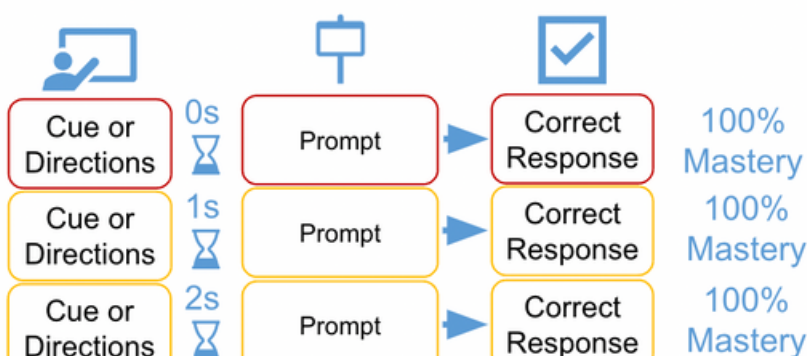 Cue or
Directions
0s
Prompt
Correct
Response
100%
Mastery
Cue or
Directions
1s
Prompt
Correct
Response
100%
Mastery
Cue or
Directions
2s
Prompt
Correct
Response
100%
Mastery